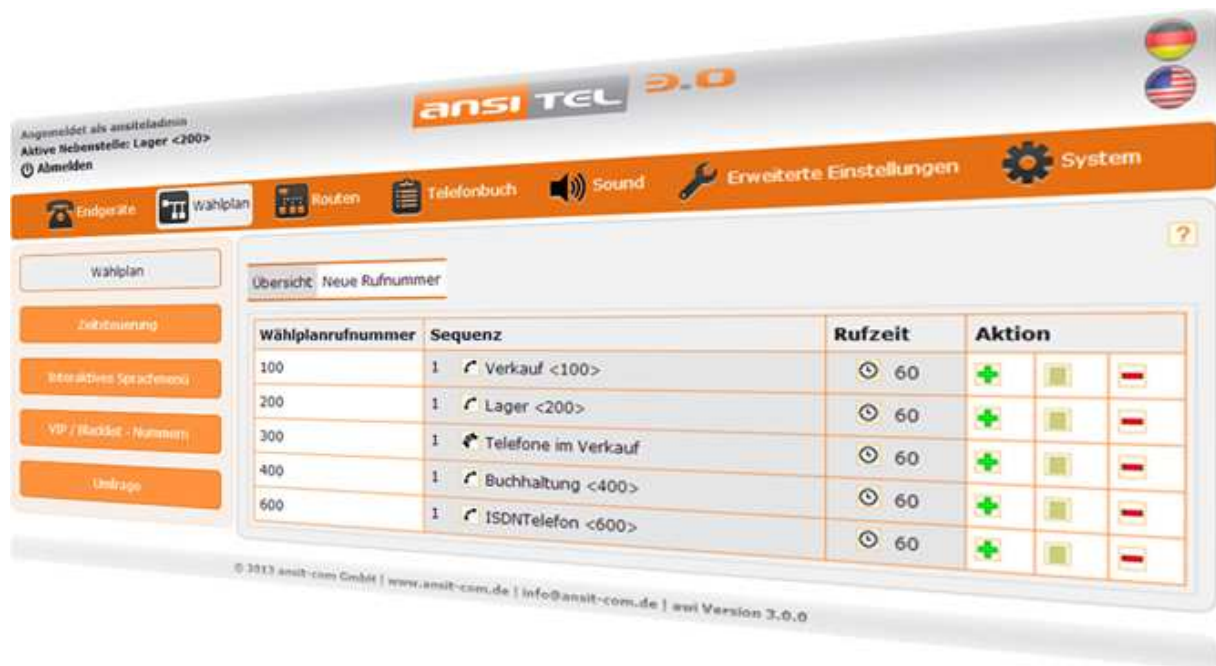 ansi TEL 3.0
Angemeldet als ansiteladmin
Aktive Nebenstelle: Lager <200>
Abmelden
Endgeräte Wählplan Routen Telefonbuch Sound Erweiterte Einstellungen System
?
Wählplan
Zeitsteuerung
Interaktives Sprachmenü
VIP / Blacklist - Nummern
Umfrage
Übersicht Neue Rufnummer
Wählplanrufnummer Sequenz Rufzeit Aktion
100 1 Verkauf <100> 60
200 1 Lager <200> 60
300 1 Telefone im Verkauf 60
400 1 Buchhaltung <400> 60
600 1 ISDNTelefon <600> 60
© 2013 ansit-com GmbH | www.ansit-com.de | info@ansit-com.de | awi Version 3.0.0